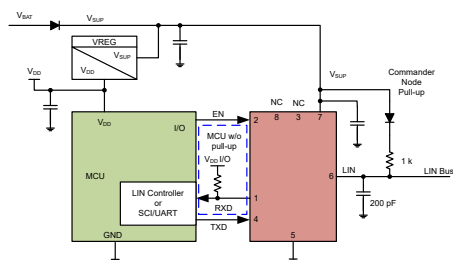 VBAT
VSUP
VREG
VSUP
VDD
VDD
VSUP
Commander
Node
Pull-up
NC
NC
VDD
I/O
EN
2
8
3
7
MCU w/o
pull-up
VDD I/O
MCU
LIN Controller
or
SCI/UART
1
RXD
4
TXD
6
LIN
1 k
LIN Bus
200 pF
GND
5